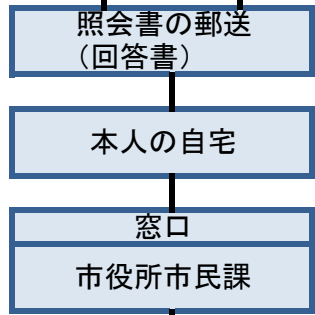 照会書の郵送
（回答書）
本人の自宅
窓口
市役所市民課